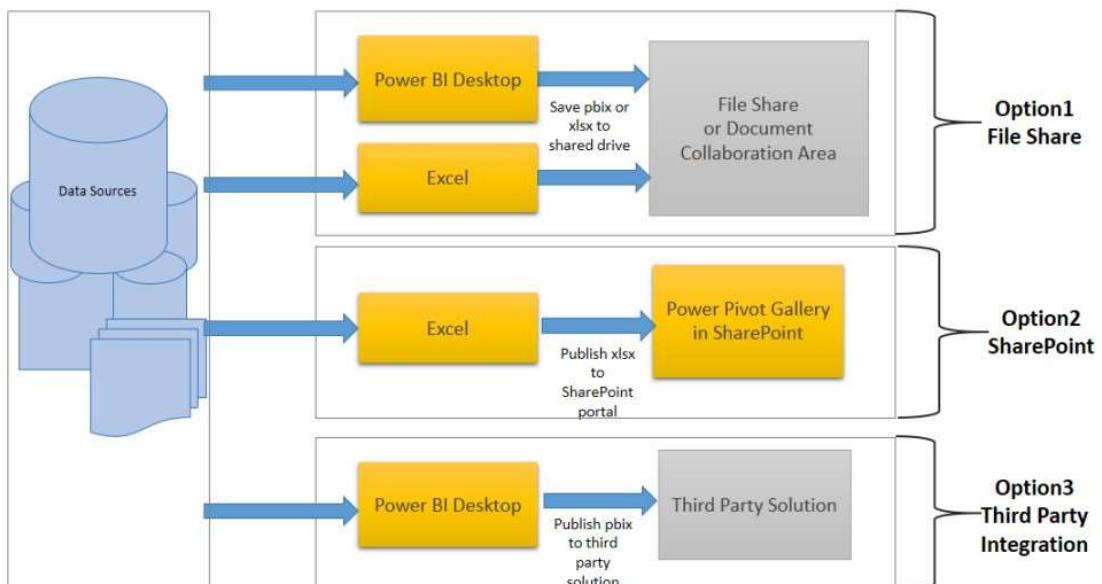 Data Sources
Power BI Desktop
Save pbix or
xlsx to
shared drive
Excel
File Share
or Document
Collaboration Area
Option1
File Share
Excel
Publish xlsx
to
SharePoint
portal
Power Pivot Gallery
in SharePoint
Option2
SharePoint
Power BI Desktop
Publish pbix
to third
party
solution
Third Party Solution
Option3
Third Party
Integration